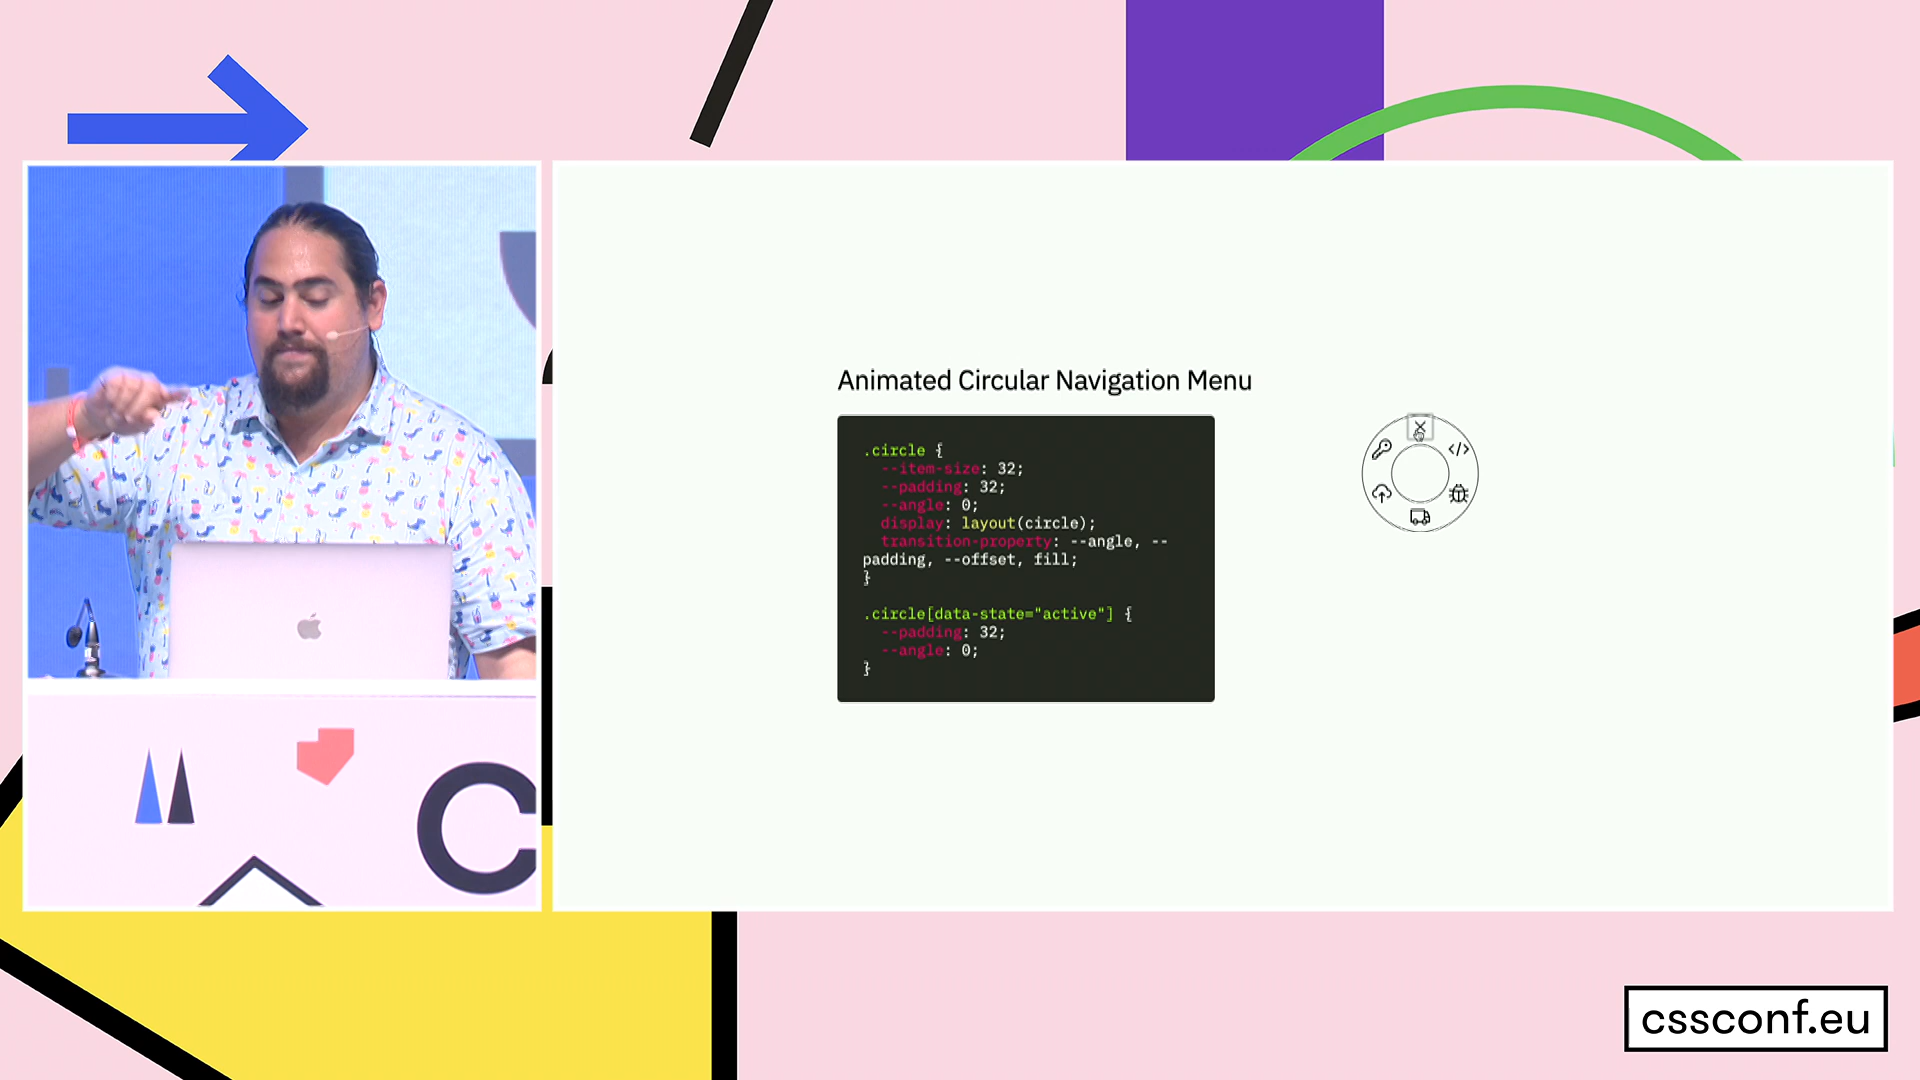 Animated Circular Navigation Menu
.circle {
  --item-size: 32;
  --padding: 32;
  --angle: 0;
  display: layout(circle);
  transition-property: --angle, --
padding, --offset, fill;
}
.circle[data-state="active"] {
  --padding: 32;
  --angle: 0;
}
</>
C
cssconf.eu